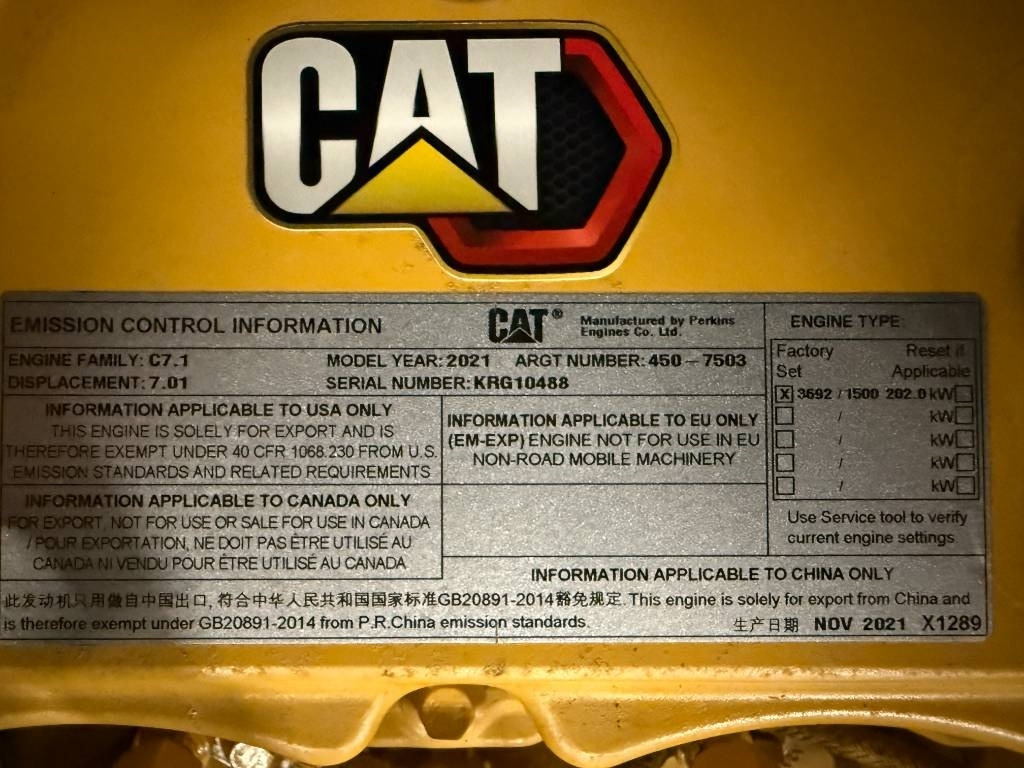 CAT
EMISSION CONTROL INFORMATION
CAT® Manufactured by Perkins
Engines Co. Ltd.
ENGINE FAMILY: C7.1 MODEL YEAR: 2021 ARGT NUMBER: 450-7503
DISPLACEMENT: 7.01 SERIAL NUMBER: KRG10488
INFORMATION APPLICABLE TO USA ONLY
THIS ENGINE IS SOLELY FOR EXPORT AND IS
THEREFORE EXEMPT UNDER 40 CFR 1068.230 FROM U.S.
EMISSION STANDARDS AND RELATED REQUIREMENTS
INFORMATION APPLICABLE TO CANADA ONLY
FOR EXPORT, NOT FOR USE OR SALE FOR USE IN CANADA
/ POUR EXPORTATION, NE DOIT PAS ÊTRE UTILISÉ AU
CANADA NI VENDU POUR ÊTRE UTILISÉ AU CANADA
INFORMATION APPLICABLE TO EU ONLY
(EM-EXP) ENGINE NOT FOR USE IN EU
NON-ROAD MOBILE MACHINERY
ENGINE TYPE:
Factory Reset if
Set Applicable
X 3692 / 1500 202.0 kW
/ kW
/ kW
/ kW
/ kW
Use Service tool to verify
current engine settings
INFORMATION APPLICABLE TO CHINA ONLY
此发动机只用做自中国出口, 符合中华人民共和国国家标准GB20891-2014豁免规定. This engine is solely for export from China and
is therefore exempt under GB20891-2014 from P.R.China emission standards.
生产日期 NOV 2021 X1289